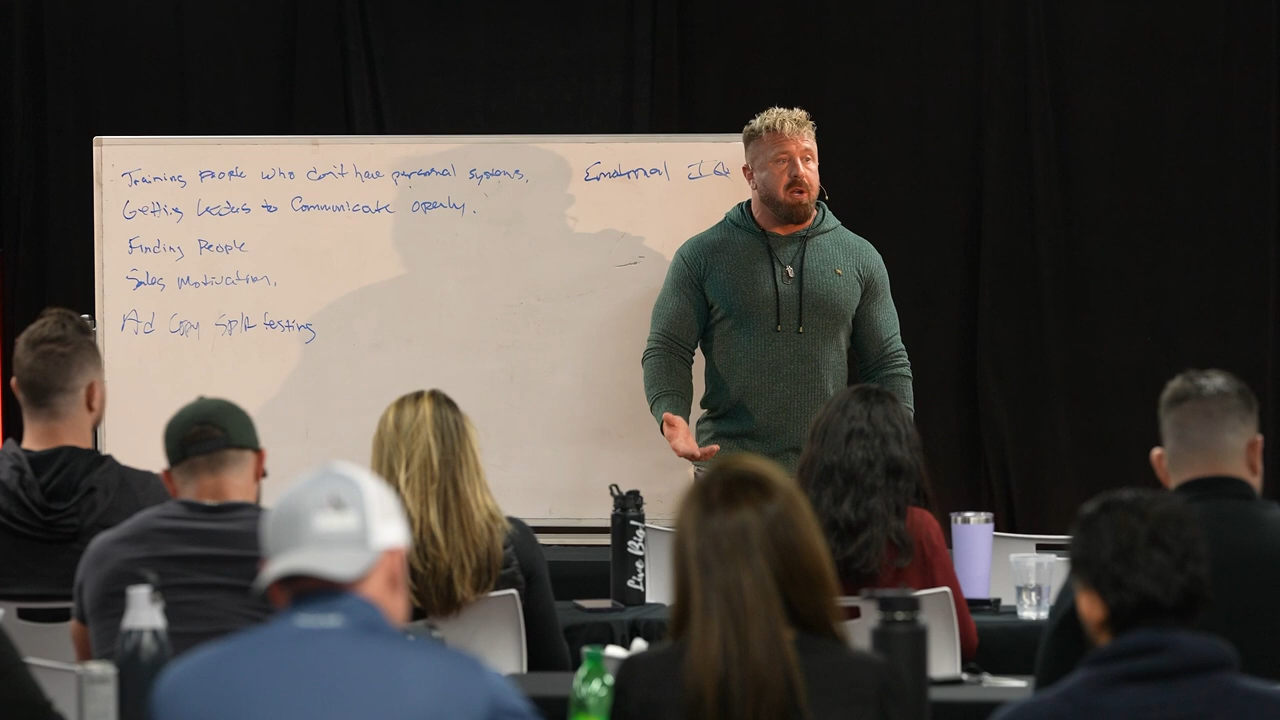 Training people who don't have personal systems.
Emotional IQ
Getting leaders to Communicate openly.
Finding People
Sales Motivation.
Ad Copy Split testing
Live Big!